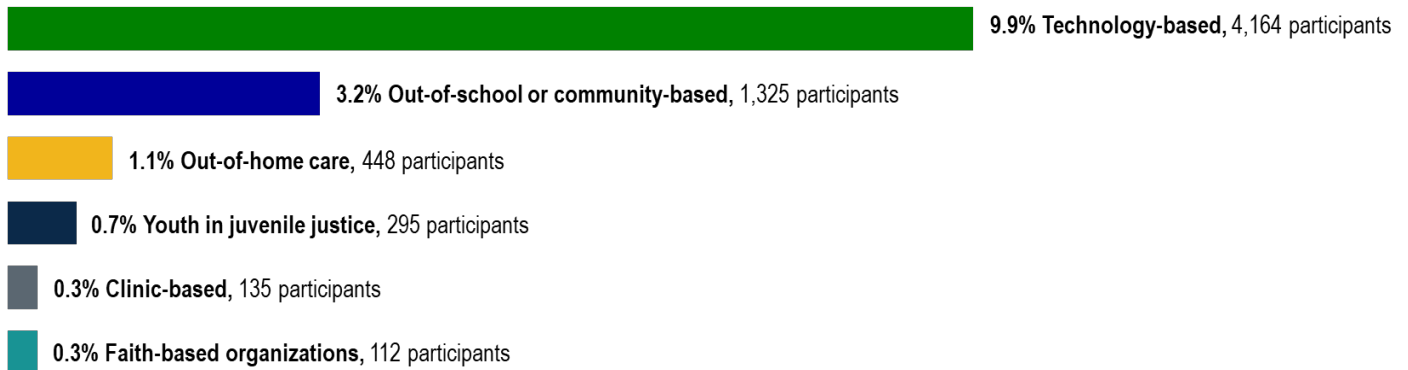 9.9% Technology-based, 4,164 participants
3.2% Out-of-school or community-based, 1,325 participants
1.1% Out-of-home care, 448 participants
0.7% Youth in juvenile justice, 295 participants
0.3% Clinic-based, 135 participants
0.3% Faith-based organizations, 112 participants